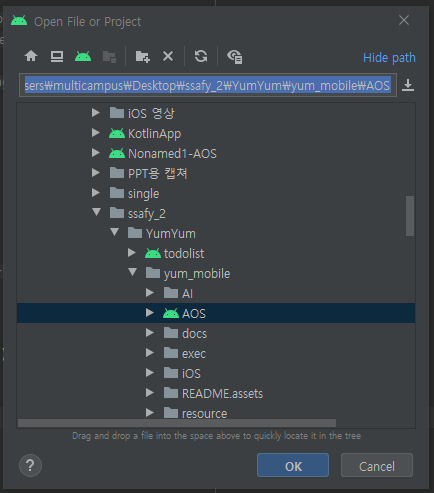 Open File or Project
Hide path
sers₩multicampus₩Desktop₩ssafy_2₩YumYum₩yum_mobile₩AOS
iOS 영상
KotlinApp
Nonamed1-AOS
PPT용 캡쳐
single
ssafy_2
YumYum
todolist
yum_mobile
AI
AOS
docs
exec
iOS
README.assets
resource
Drag and drop a file into the space above to quickly locate it in the tree
?
OK
Cancel